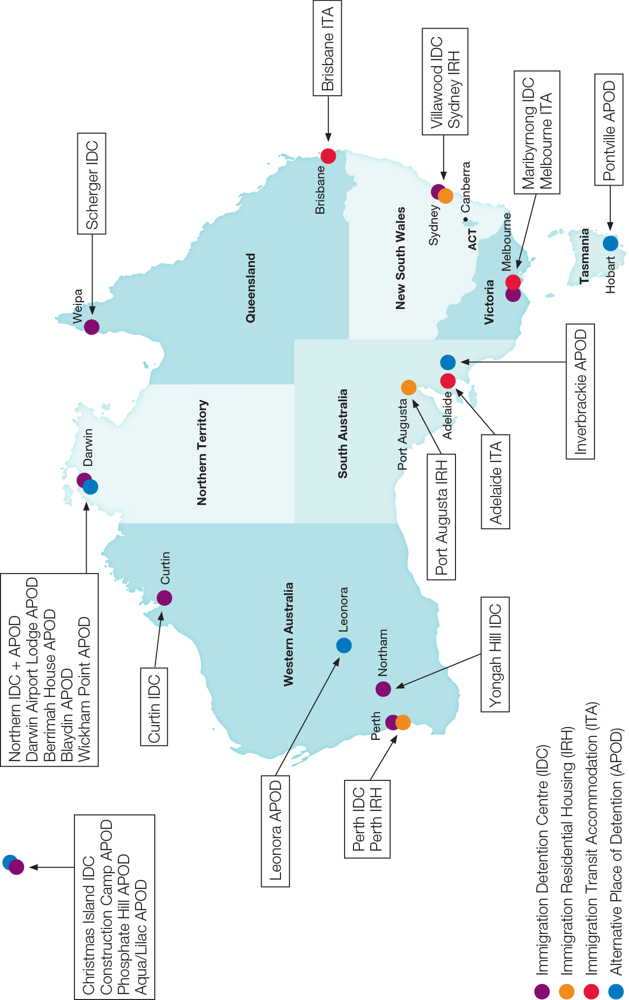 Christmas Island IDC
Construction Camp APOD
Phosphate Hill APOD
Aqua/Lilac APOD
Northern IDC + APOD
Darwin Airport Lodge APOD
Berrimah House APOD
Blaydin APOD
Wickham Point APOD
Scherger IDC
Weipa
Darwin
Curtin IDC
Curtin
Northern Territory
Queensland
Brisbane ITA
Brisbane
Leonora APOD
Western Australia
Leonora
South Australia
Perth IDC
Perth IRH
Perth
Northam
Port Augusta
New South Wales
Sydney
Villawood IDC
Sydney IRH
Canberra
ACT
Port Augusta IRH
Adelaide
Yongah Hill IDC
Adelaide ITA
Victoria
Melbourne
Maribyrnong IDC
Melbourne ITA
Inverbrackie APOD
Tasmania
Hobart
Pontville APOD
Immigration Detention Centre (IDC)
Immigration Residential Housing (IRH)
Immigration Transit Accommodation (ITA)
Alternative Place of Detention (APOD)